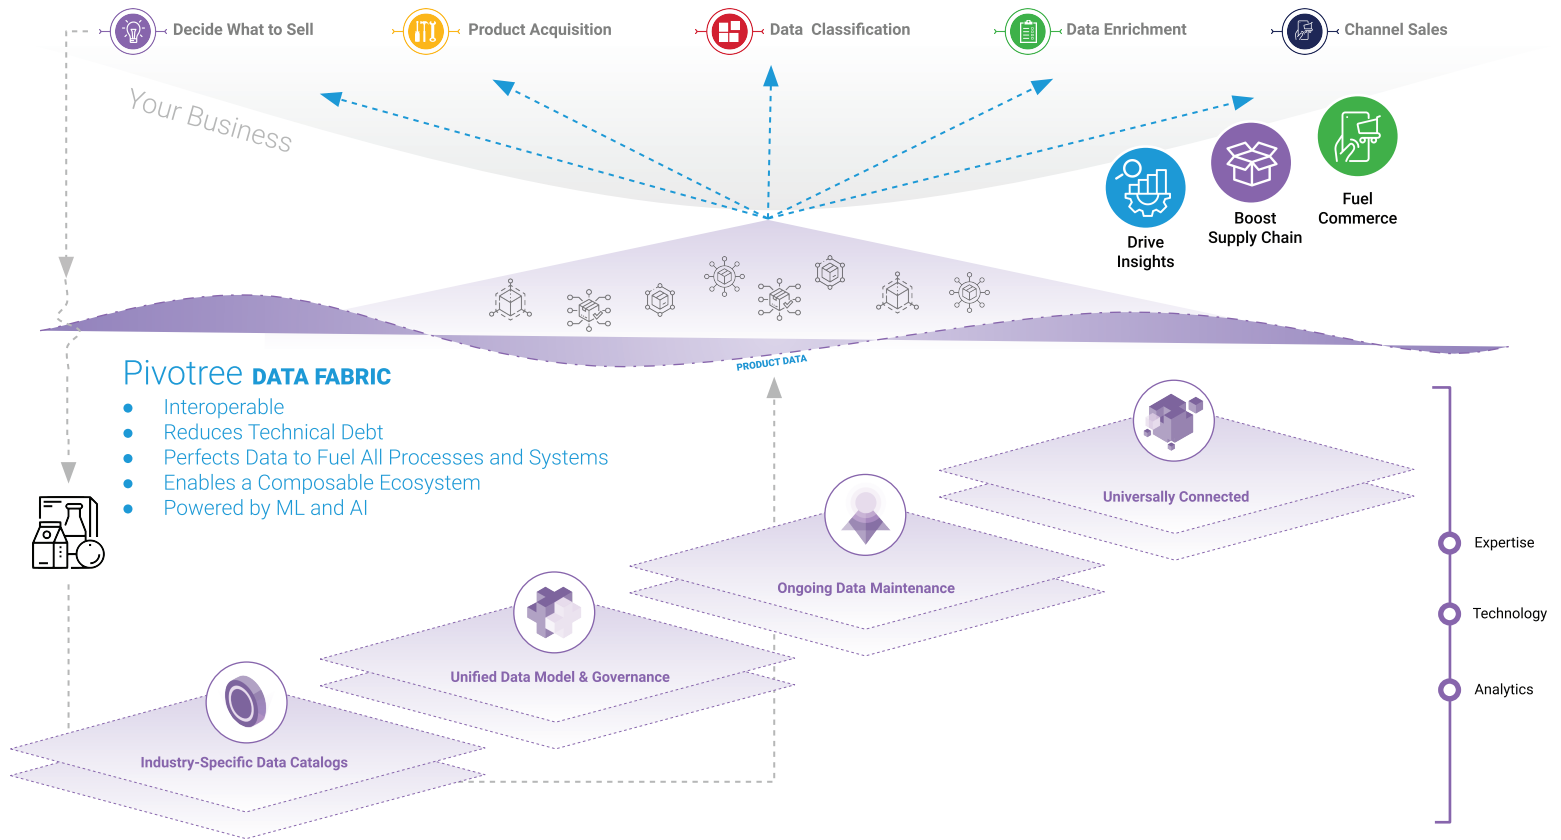 Decide What to Sell
Product Acquisition
Data Classification
Data Enrichment
Channel Sales
Your Business
Drive
Insights
Boost
Supply Chain
Fuel
Commerce
PRODUCT DATA
Pivotree DATA FABRIC
● Interoperable
● Reduces Technical Debt
● Perfects Data to Fuel All Processes and Systems
● Enables a Composable Ecosystem
● Powered by ML and AI
Universally Connected
Ongoing Data Maintenance
Unified Data Model & Governance
Industry-Specific Data Catalogs
Expertise
Technology
Analytics